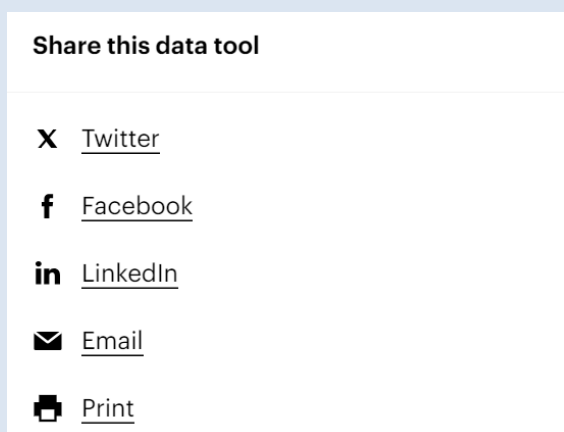 Share this data tool
X Twitter
f Facebook
in LinkedIn
Email
Print